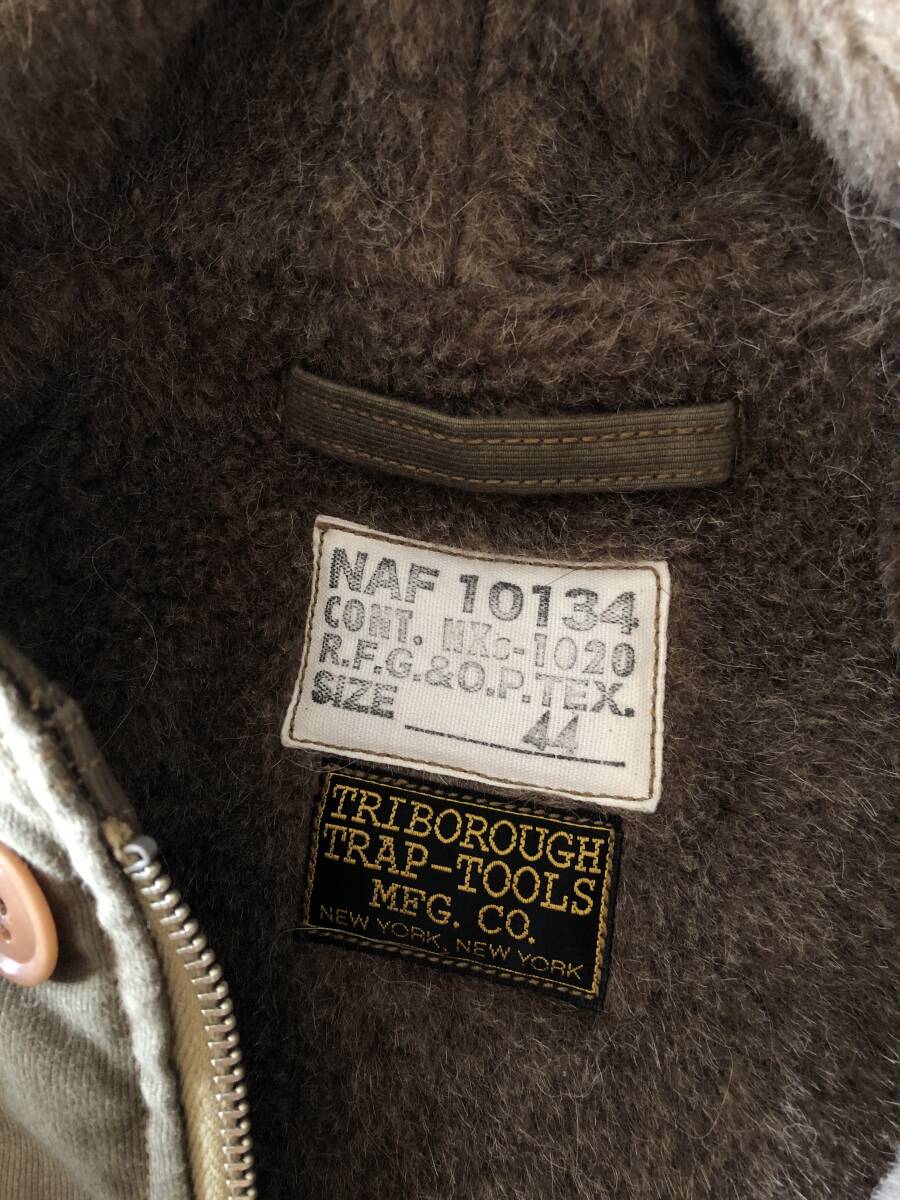 NAF 10134
CONT. NXs-1020
R.F.G.&O.P.TEX.
SIZE 44
TRIBOROUGH
TRAP-TOOLS
MFG. CO.
NEW YORK, NEW YORK